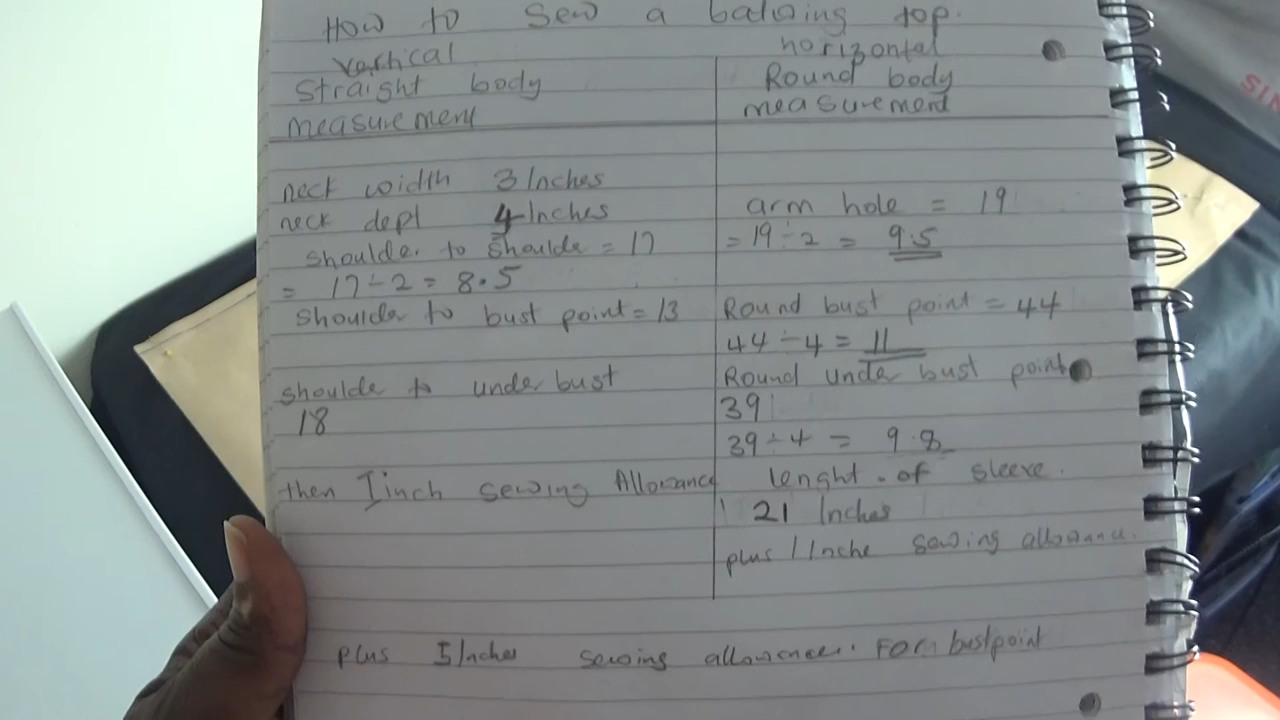 How to sew a batwing top.
vertical
horizontal
straight body
measurement
Round body
measurement
neck width 3 Inches
neck dept 4 Inches
shoulder to shoulde = 17
= 17 ÷ 2 = 8.5
shoulder to bust point = 13
shoulde to under bust
18
then 1 inch sewing Allowance
arm hole = 19
= 19 ÷ 2 = 9.5
Round bust point = 44
44 ÷ 4 = 11
Round under bust point
39
39 ÷ 4 = 9.8
lenght of sleeve.
21 Inches
plus 1 Inche sewing allowance.
plus 5 Inches sewing allowance. For bustpoint
SIN